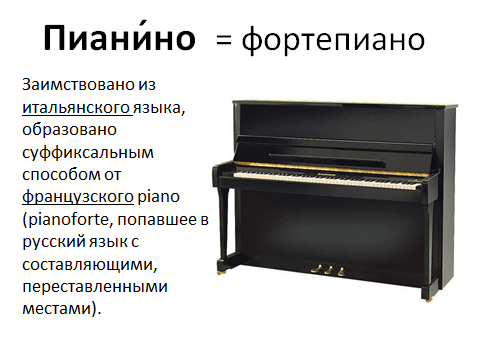 Пиани́но = фортепиано
Заимствовано из
итальянского языка,
образовано
суффиксальным
способом от
французского piano
(pianoforte, попавшее в
русский язык с
составляющими,
переставленными
местами).